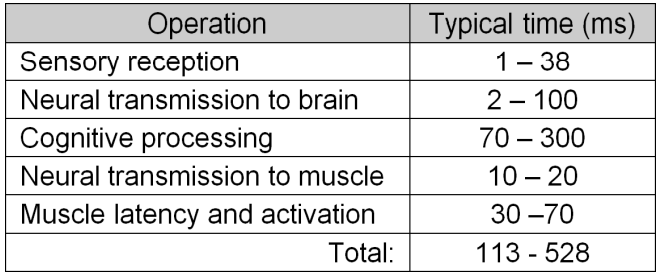 Operation Typical time (ms)
Sensory reception 1 – 38
Neural transmission to brain 2 – 100
Cognitive processing 70 – 300
Neural transmission to muscle 10 – 20
Muscle latency and activation 30 –70
Total: 113 - 528